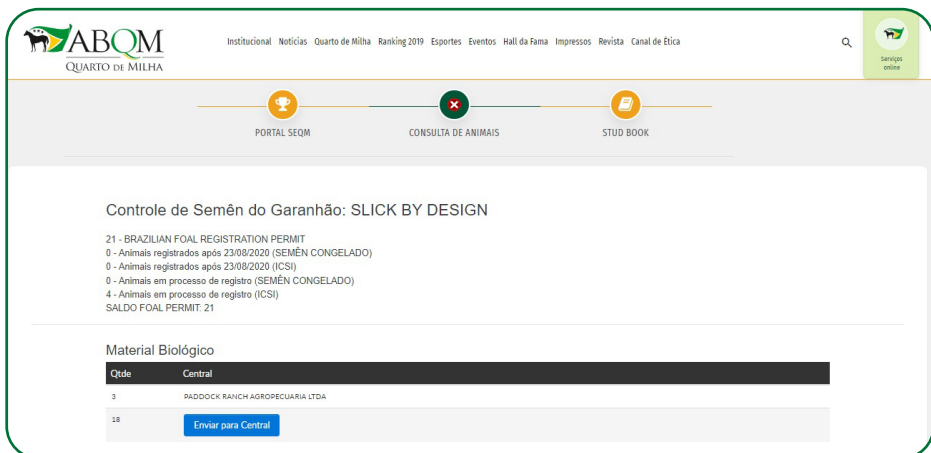 ABQM
QUARTO DE MILHA
Institucional Notícias Quarto de Milha Ranking 2019 Esportes Eventos Hall da Fama Impressos Revista Canal de Ética
Serviços
online
PORTAL SEQM
CONSULTA DE ANIMAIS
STUD BOOK
Controle de Semên do Garanhão: SLICK BY DESIGN
21 - BRAZILIAN FOAL REGISTRATION PERMIT
0 - Animais registrados após 23/08/2020 (SEMÊN CONGELADO)
0 - Animais registrados após 23/08/2020 (ICSI)
0 - Animais em processo de registro (SEMÊN CONGELADO)
4 - Animais em processo de registro (ICSI)
SALDO FOAL PERMIT: 21
Material Biológico
Qtde Central
3 PADDOCK RANCH AGROPECUARIA LTDA
18 Enviar para Central